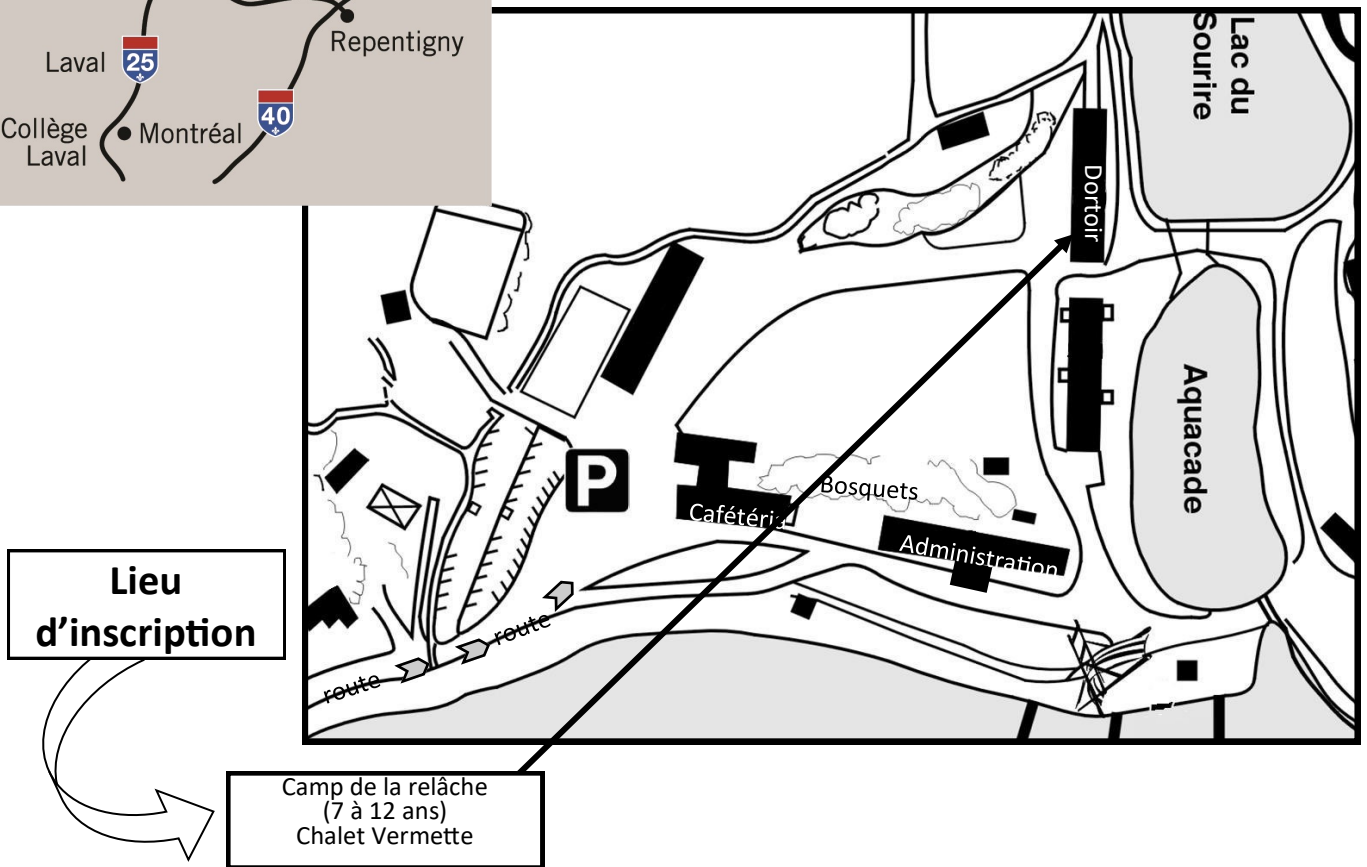 Repentigny
Laval
25
40
Collège
Laval
Montréal
Lac du
Sourire
Dortoir
Aquacade
P
Bosquets
Cafétéria
Administration
route
route
Lieu
d’inscription
Camp de la relâche
(7 à 12 ans)
Chalet Vermette